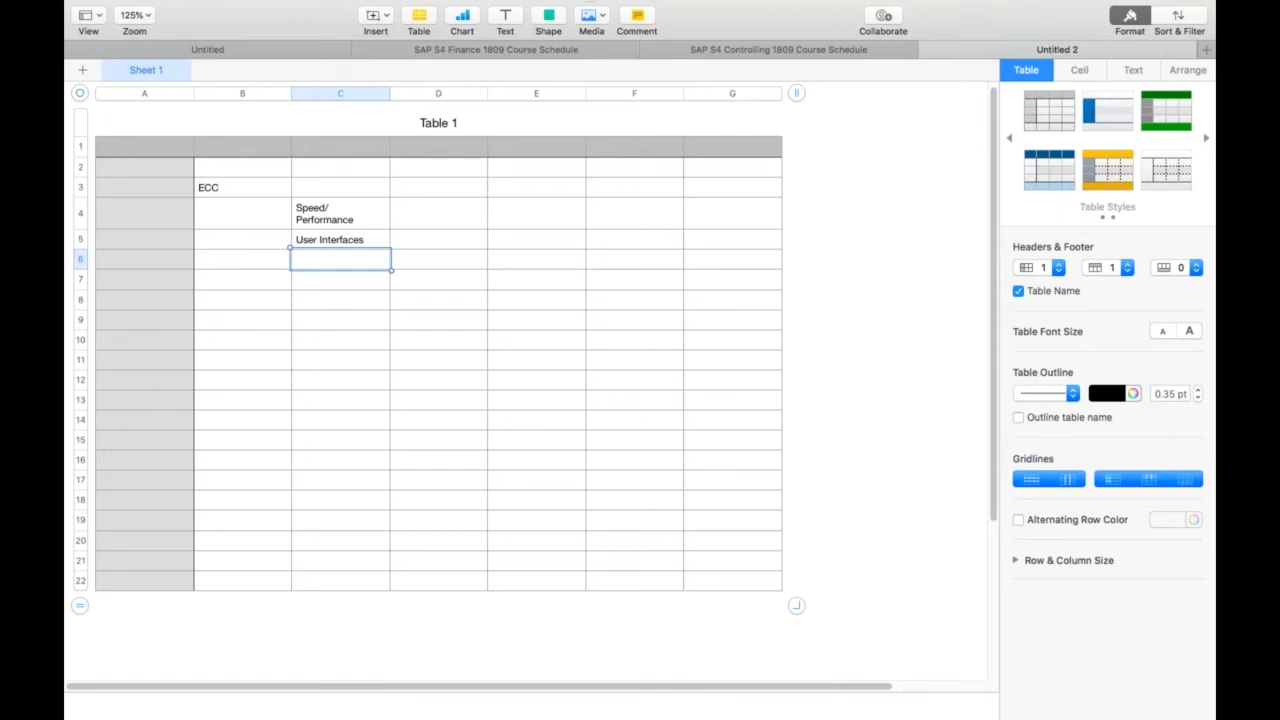 125%
View
Zoom
Insert
Table
Chart
Text
Shape
Media
Comment
Collaborate
Format
Sort & Filter
Untitled
SAP S4 Finance 1809 Course Schedule
SAP S4 Controlling 1809 Course Schedule
Untitled 2
Sheet 1
Table
Cell
Text
Arrange
A
B
C
D
E
F
G
Table 1
1
2
3
ECC
4
Speed/
Performance
5
User Interfaces
6
7
8
9
10
11
12
13
14
15
16
17
18
19
20
21
22
Table Styles
Headers & Footer
1
1
0
Table Name
Table Font Size
A
A
Table Outline
0.35 pt
Outline table name
Gridlines
Alternating Row Color
Row & Column Size